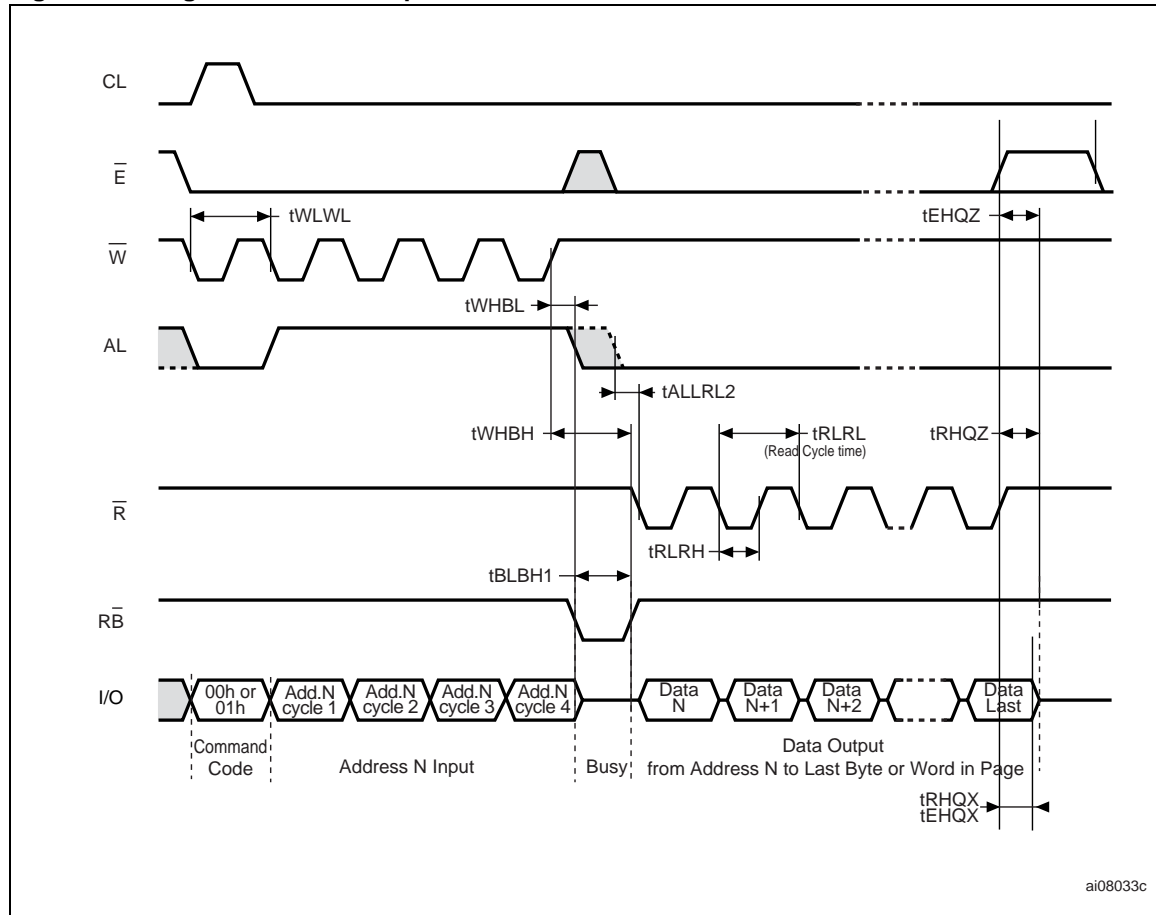 CL
E
tWLWL
tEHQZ
W
tWHBL
AL
tALLRL2
tWHBH
tRLRL
(Read Cycle time)
tRHQZ
R
tRLRH
tBLBH1
RB
I/O
00h or
01h
Add.N
cycle 1
Add.N
cycle 2
Add.N
cycle 3
Add.N
cycle 4
Data
N
Data
N+1
Data
N+2
Data
Last
Command
Code
Address N Input
Busy
Data Output
from Address N to Last Byte or Word in Page
tRHQX
tEHQX
ai08033c